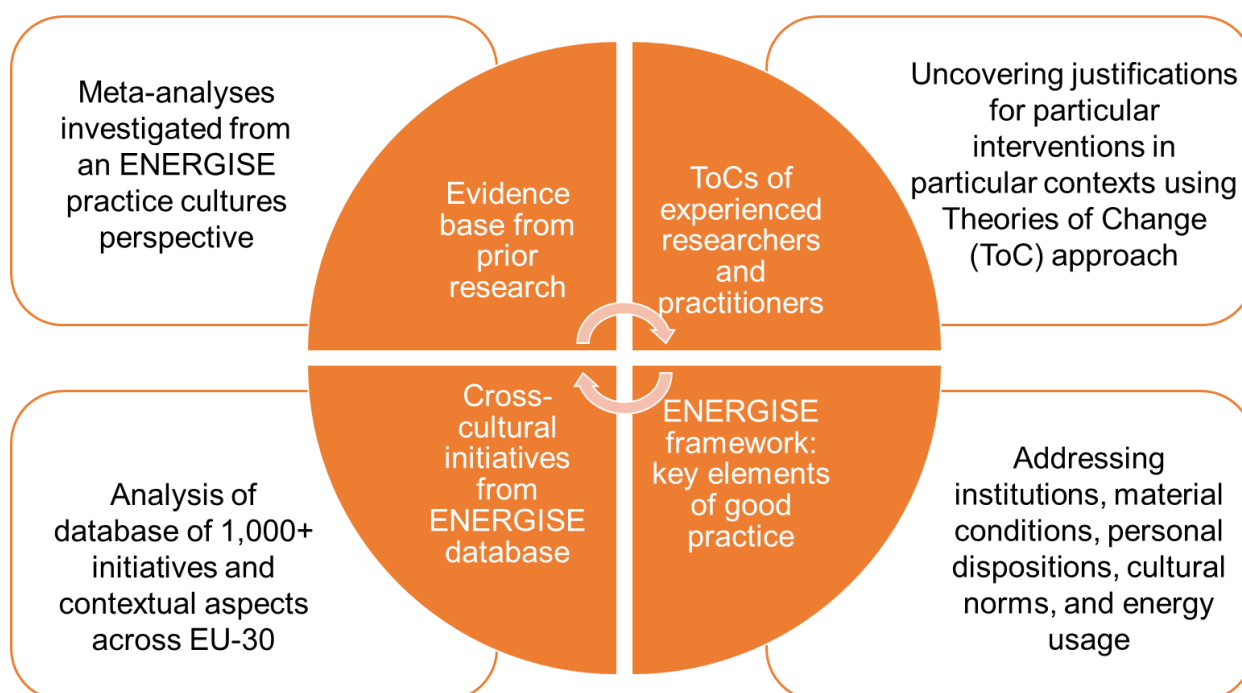 Meta-analyses
investigated from
an ENERGISE
practice cultures
perspective
Evidence
base from
prior
research
ToCs of
experienced
researchers
and
practitioners
Uncovering justifications
for particular
interventions in
particular contexts using
Theories of Change
(ToC) approach
Analysis of
database of 1,000+
initiatives and
contextual aspects
across EU-30
Cross-
cultural
initiatives
from
ENERGISE
database
ENERGISE
framework:
key elements
of good
practice
Addressing
institutions, material
conditions, personal
dispositions, cultural
norms, and energy
usage